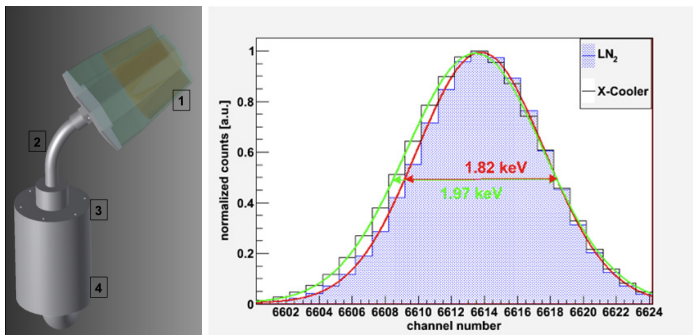 1
2
3
4
normalized counts [a.u.]
1
0.8
0.6
0.4
0.2
0
LN₂
X-Cooler
1.82 keV
1.97 keV
6602 6604 6606 6608 6610 6612 6614 6616 6618 6620 6622 6624
channel number